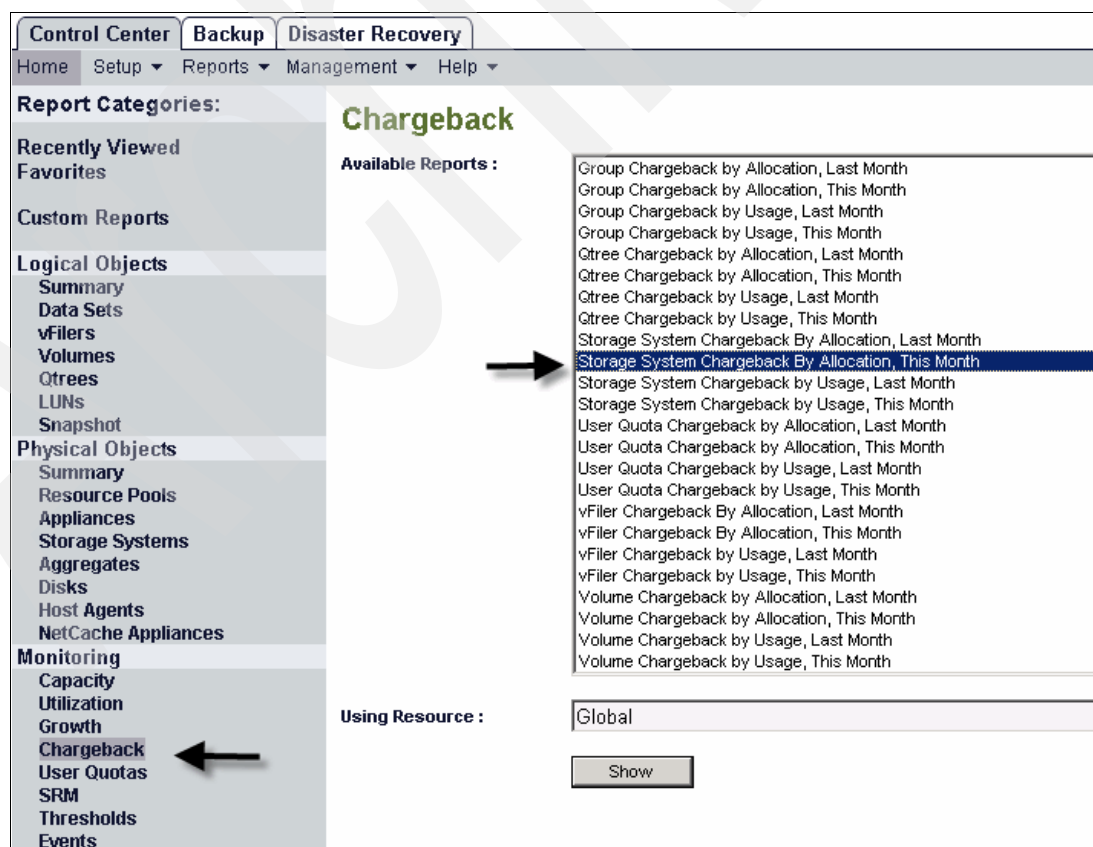 Control Center Backup Disaster Recovery
Home Setup Reports Management Help
Report Categories:
Recently Viewed
Favorites
Custom Reports
Logical Objects
Summary
Data Sets
vFilers
Volumes
Qtrees
LUNs
Snapshot
Physical Objects
Summary
Resource Pools
Appliances
Storage Systems
Aggregates
Disks
Host Agents
NetCache Appliances
Monitoring
Capacity
Utilization
Growth
Chargeback
User Quotas
SRM
Thresholds
Events
Chargeback
Available Reports :
Group Chargeback by Allocation, Last Month
Group Chargeback by Allocation, This Month
Group Chargeback by Usage, Last Month
Group Chargeback by Usage, This Month
Qtree Chargeback by Allocation, Last Month
Qtree Chargeback by Allocation, This Month
Qtree Chargeback by Usage, Last Month
Qtree Chargeback by Usage, This Month
Storage System Chargeback By Allocation, Last Month
Storage System Chargeback By Allocation, This Month
Storage System Chargeback by Usage, Last Month
Storage System Chargeback by Usage, This Month
User Quota Chargeback by Allocation, Last Month
User Quota Chargeback by Allocation, This Month
User Quota Chargeback by Usage, Last Month
User Quota Chargeback by Usage, This Month
vFiler Chargeback By Allocation, Last Month
vFiler Chargeback By Allocation, This Month
vFiler Chargeback by Usage, Last Month
vFiler Chargeback by Usage, This Month
Volume Chargeback by Allocation, Last Month
Volume Chargeback by Allocation, This Month
Volume Chargeback by Usage, Last Month
Volume Chargeback by Usage, This Month
Using Resource :
Global
Show